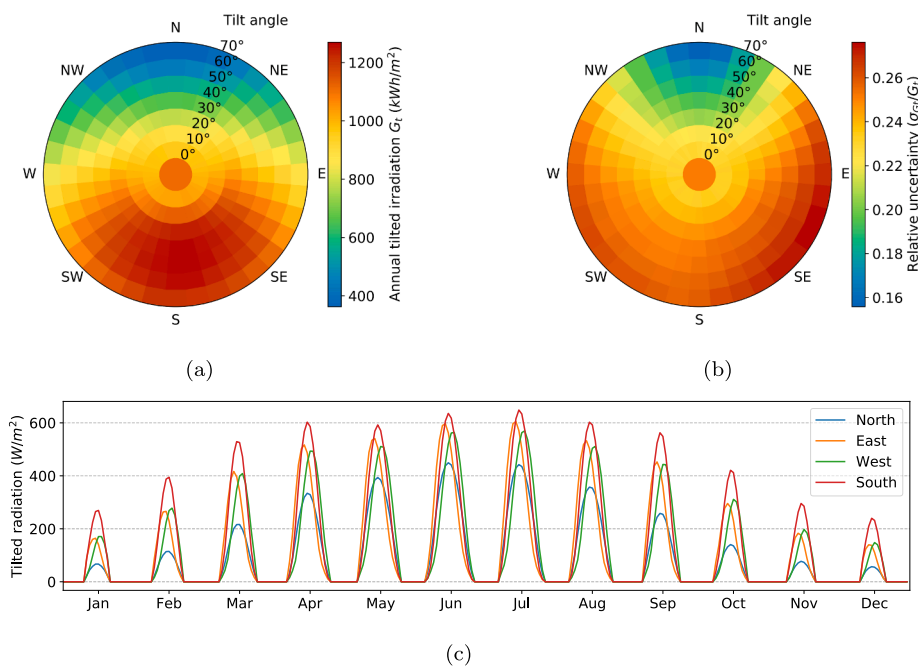 Tilt angle
N
70°
60°
50°
40°
30°
20°
10°
0°
NW
NE
W
E
SW
SE
S
1200
1000
800
600
400
Annual tilted irradiation Gₜ (kWh/m²)
(a)
Tilt angle
N
70°
60°
50°
40°
30°
20°
10°
0°
NW
NE
W
E
SW
SE
S
0.26
0.24
0.22
0.20
0.18
0.16
Relative uncertainty (σGₜ/Gₜ)
(b)
Tilted radiation (W/m²)
600
400
200
0
North
East
West
South
Jan Feb Mar Apr May Jun Jul Aug Sep Oct Nov Dec
(c)